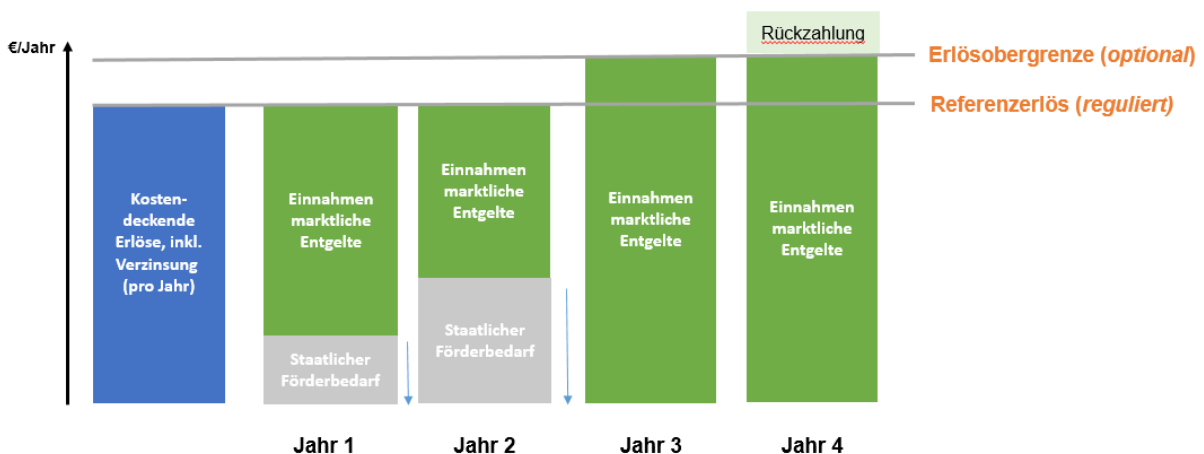 €/Jahr
Rückzahlung
Erlösobergrenze (optional)
Referenzerlös (reguliert)
Kosten-
deckende
Erlöse, inkl.
Verzinsung
(pro Jahr)
Einnahmen
marktliche
Entgelte
Staatlicher
Förderbedarf
Einnahmen
marktliche
Entgelte
Staatlicher
Förderbedarf
Einnahmen
marktliche
Entgelte
Einnahmen
marktliche
Entgelte
Jahr 1
Jahr 2
Jahr 3
Jahr 4